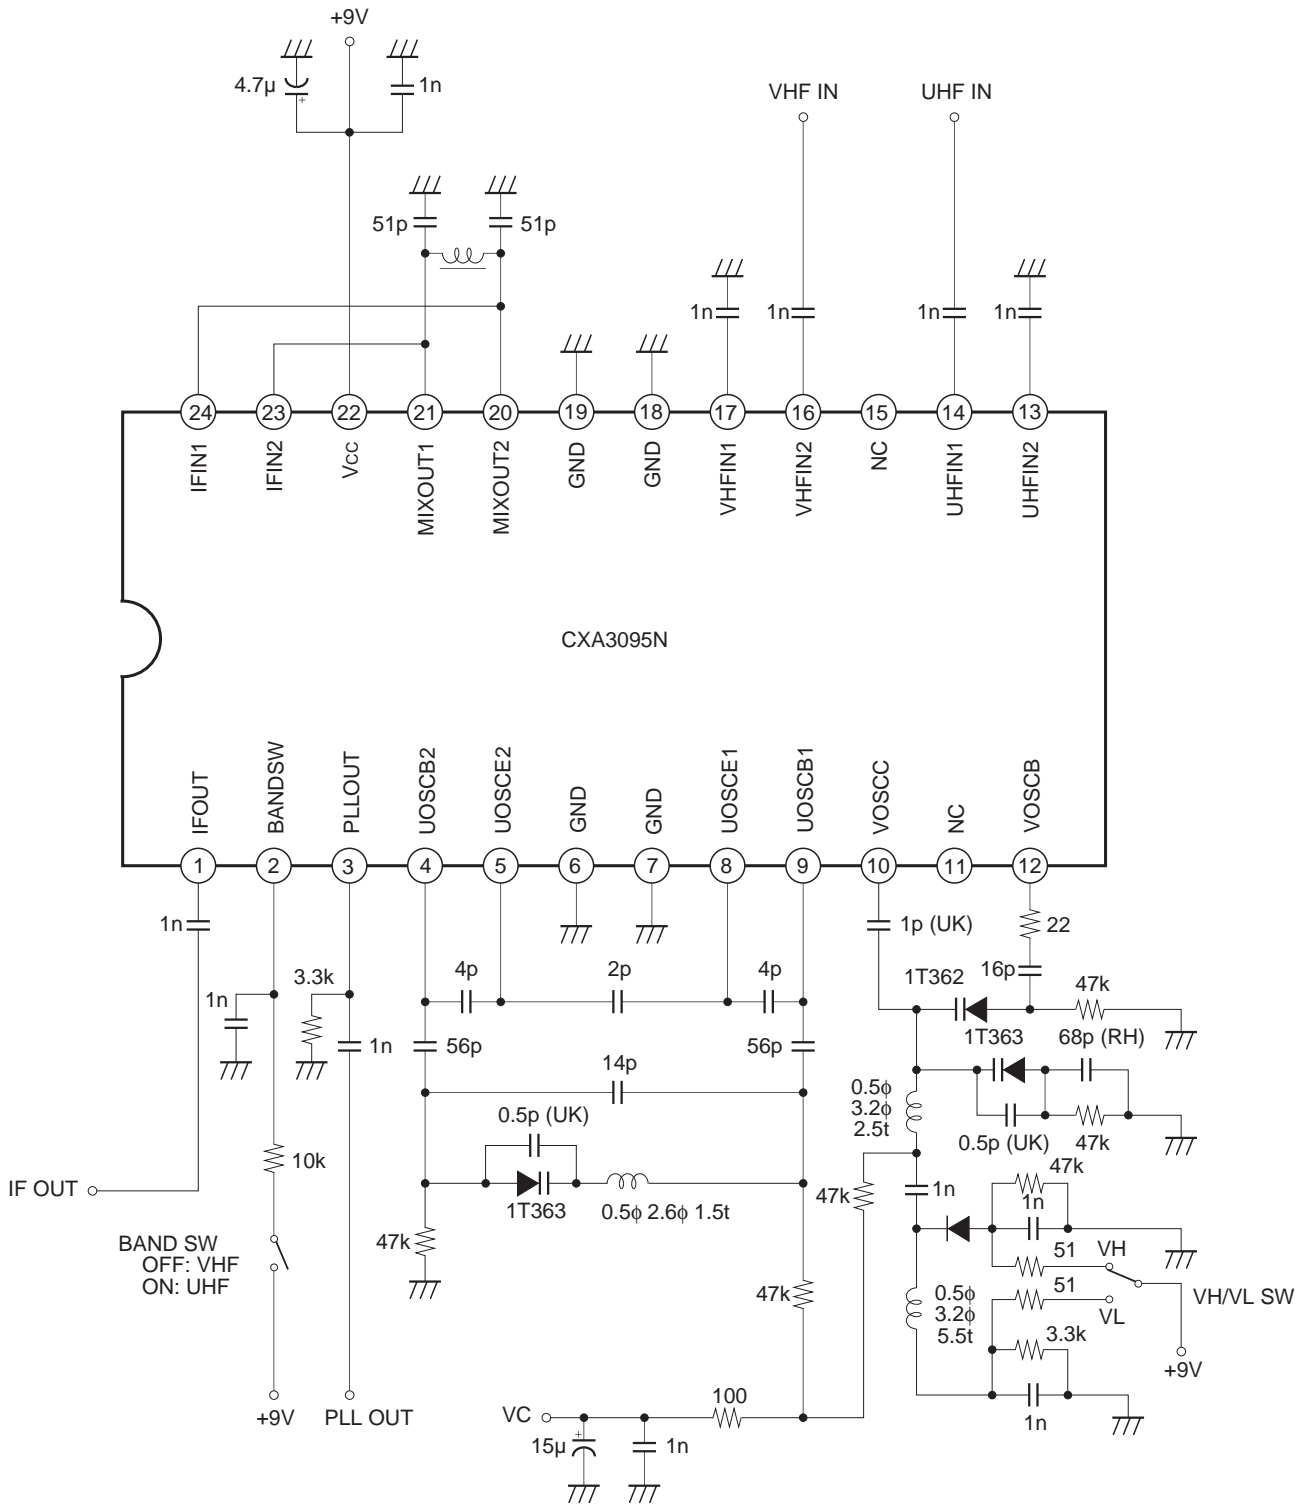 +9V
4.7µ
1n
VHF IN
UHF IN
51p
51p
1n
1n
1n
1n
24
23
22
21
20
19
18
17
16
15
14
13
IFIN1
IFIN2
VCC
MIXOUT1
MIXOUT2
GND
GND
VHFIN1
VHFIN2
NC
UHFIN1
UHFIN2
CXA3095N
IFOUT
BANDSW
PLLOUT
UOSCB2
UOSCE2
GND
GND
UOSCE1
UOSCB1
VOSCC
NC
VOSCB
1
2
3
4
5
6
7
8
9
10
11
12
1n
1p (UK)
22
3.3k
4p
2p
4p
1T362
16p
47k
1n
1n
56p
56p
1T363
68p (RH)
14p
0.5ϕ
3.2ϕ
2.5t
0.5p (UK)
0.5p (UK)
47k
10k
47k
IF OUT
1T363
0.5ϕ 2.6ϕ 1.5t
47k
1n
1n
BAND SW
OFF: VHF
ON: UHF
47k
51
VH
47k
0.5ϕ
3.2ϕ
5.5t
51
VL
VH/VL SW
3.3k
+9V
+9V
PLL OUT
VC
100
15µ
1n
1n